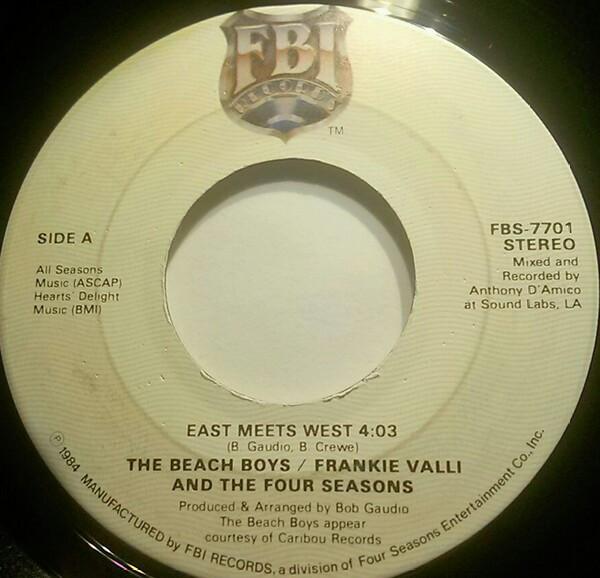 FBI
RECORDS
TM
SIDE A
All Seasons
Music (ASCAP)
Hearts' Delight
Music (BMI)
FBS-7701
STEREO
Mixed and
Recorded by
Anthony D'Amico
at Sound Labs, LA
EAST MEETS WEST 4:03
(B. Gaudio, B. Crewe)
THE BEACH BOYS / FRANKIE VALLI
AND THE FOUR SEASONS
Produced & Arranged by Bob Gaudio
The Beach Boys appear
courtesy of Caribou Records
Ⓟ 1984 MANUFACTURED by FBI RECORDS, a division of Four Seasons Entertainment Co., Inc.